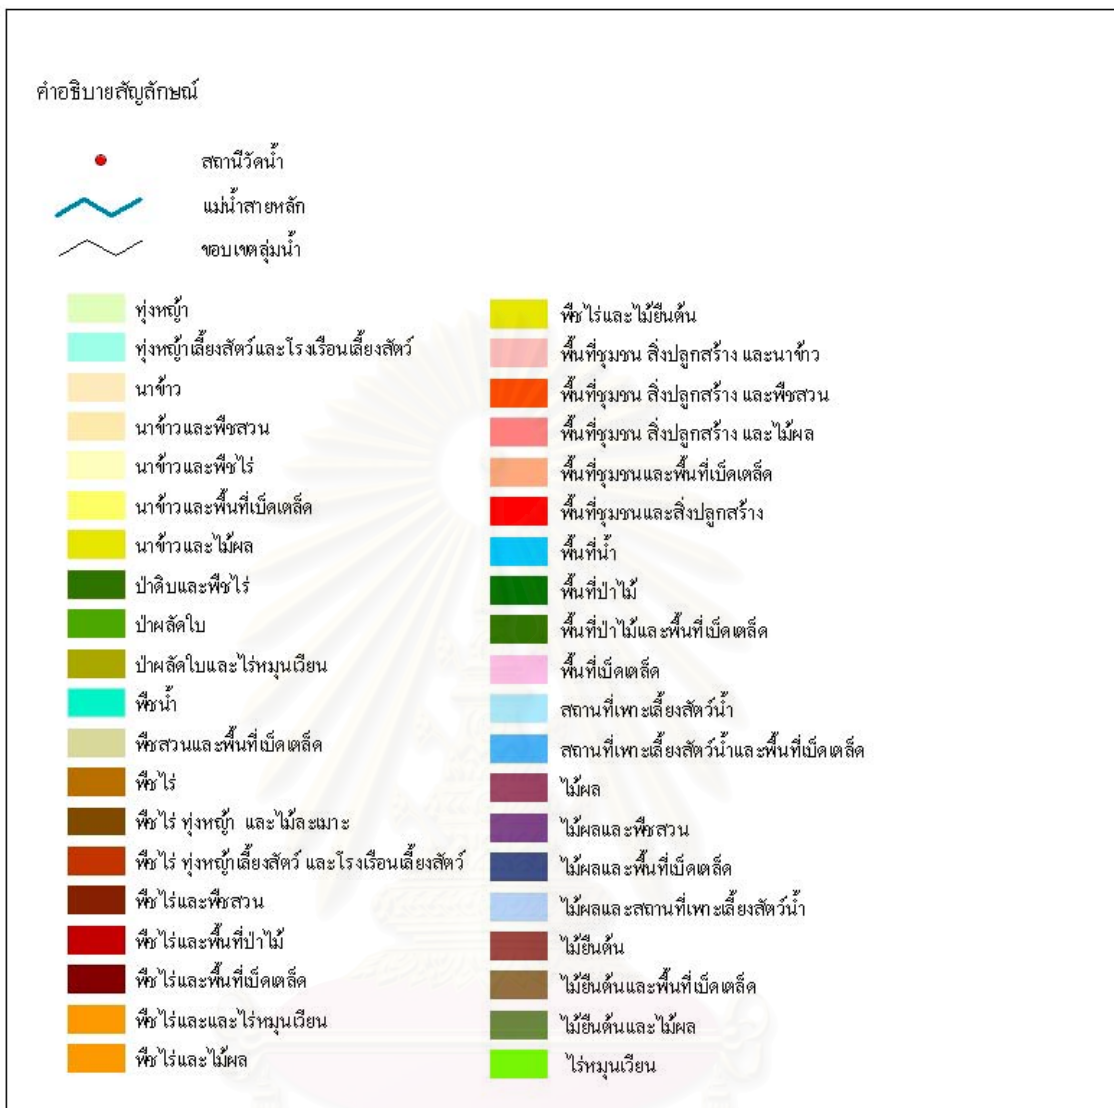 คำอธิบายสัญลักษณ์
สถานีวัดน้ำ
แม่น้ำสายหลัก
ขอบเขตลุ่มน้ำ
ทุ่งหญ้า
ทุ่งหญ้าเลี้ยงสัตว์และโรงเรือนเลี้ยงสัตว์
นาข้าว
นาข้าวและพืชสวน
นาข้าวและพืชไร่
นาข้าวและพื้นที่เบ็ดเตล็ด
นาข้าวและไม้ผล
ป่าดิบและพืชไร่
ป่าผลัดใบ
ป่าผลัดใบและไร่หมุนเวียน
พืชน้ำ
พืชสวนและพื้นที่เบ็ดเตล็ด
พืชไร่
พืชไร่ ทุ่งหญ้า และไม้ละเมาะ
พืชไร่ ทุ่งหญ้าเลี้ยงสัตว์ และโรงเรือนเลี้ยงสัตว์
พืชไร่และพืชสวน
พืชไร่และพื้นที่ป่าไม้
พืชไร่และพื้นที่เบ็ดเตล็ด
พืชไร่และและไร่หมุนเวียน
พืชไร่และไม้ผล
พืชไร่และไม้ยืนต้น
พื้นที่ชุมชน สิ่งปลูกสร้าง และนาข้าว
พื้นที่ชุมชน สิ่งปลูกสร้าง และพืชสวน
พื้นที่ชุมชน สิ่งปลูกสร้าง และไม้ผล
พื้นที่ชุมชนและพื้นที่เบ็ดเตล็ด
พื้นที่ชุมชนและสิ่งปลูกสร้าง
พื้นที่น้ำ
พื้นที่ป่าไม้
พื้นที่ป่าไม้และพื้นที่เบ็ดเตล็ด
พื้นที่เบ็ดเตล็ด
สถานที่เพาะเลี้ยงสัตว์น้ำ
สถานที่เพาะเลี้ยงสัตว์น้ำและพื้นที่เบ็ดเตล็ด
ไม้ผล
ไม้ผลและพืชสวน
ไม้ผลและพื้นที่เบ็ดเตล็ด
ไม้ผลและสถานที่เพาะเลี้ยงสัตว์น้ำ
ไม้ยืนต้น
ไม้ยืนต้นและพื้นที่เบ็ดเตล็ด
ไม้ยืนต้นและไม้ผล
ไร่หมุนเวียน